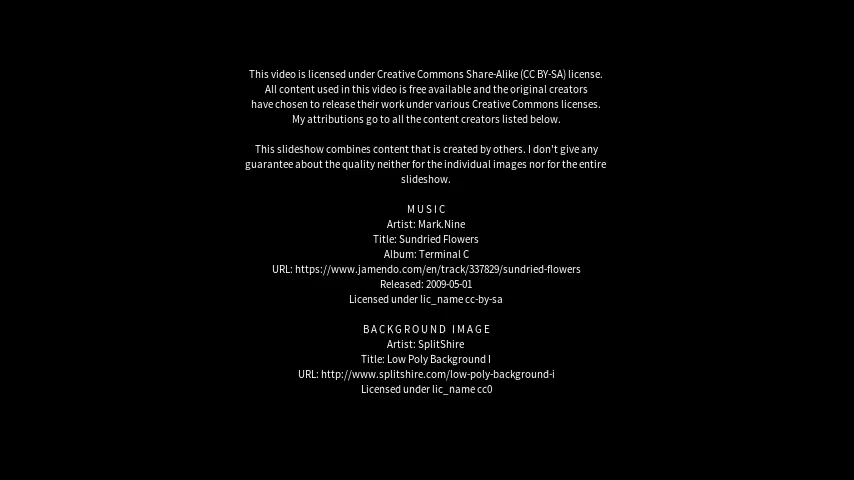 This video is licensed under Creative Commons Share-Alike (CC BY-SA) license.
All content used in this video is free available and the original creators
have chosen to release their work under various Creative Commons licenses.
My attributions go to all the content creators listed below.
This slideshow combines content that is created by others. I don't give any
guarantee about the quality neither for the individual images nor for the entire
slideshow.
MUSIC
Artist: Mark.Nine
Title: Sundried Flowers
Album: Terminal C
URL: https://www.jamendo.com/en/track/337829/sundried-flowers
Released: 2009-05-01
Licensed under lic_name cc-by-sa
BACKGROUND IMAGE
Artist: SplitShire
Title: Low Poly Background I
URL: http://www.splitshire.com/low-poly-background-i
Licensed under lic_name cc0